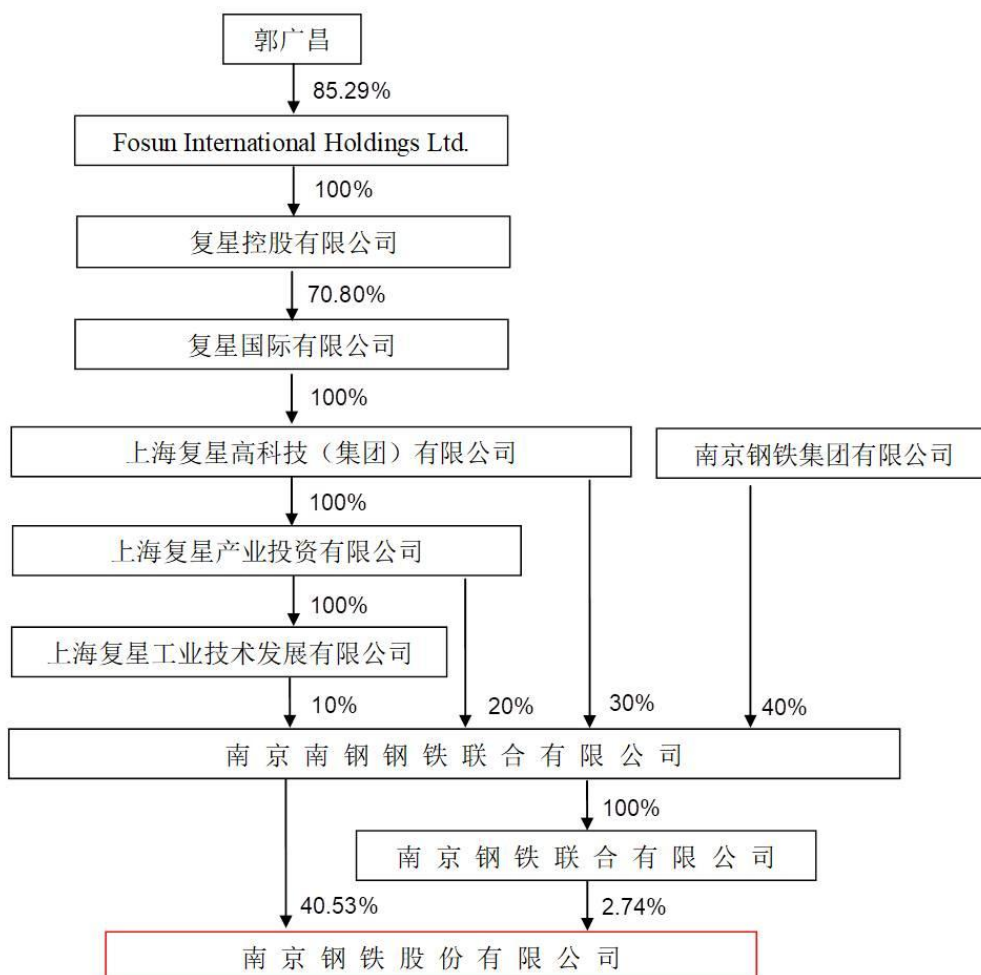 郭广昌
85.29%
Fosun International Holdings Ltd.
100%
复星控股有限公司
70.80%
复星国际有限公司
100%
上海复星高科技（集团）有限公司
南京钢铁集团有限公司
100%
上海复星产业投资有限公司
100%
上海复星工业技术发展有限公司
10%
20%
30%
40%
南京南钢钢铁联合有限公司
100%
南京钢铁联合有限公司
40.53%
2.74%
南京钢铁股份有限公司